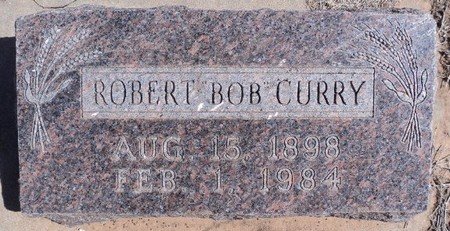 ROBERT BOB CURRY
AUG. 15, 1898
FEB. 1, 1984